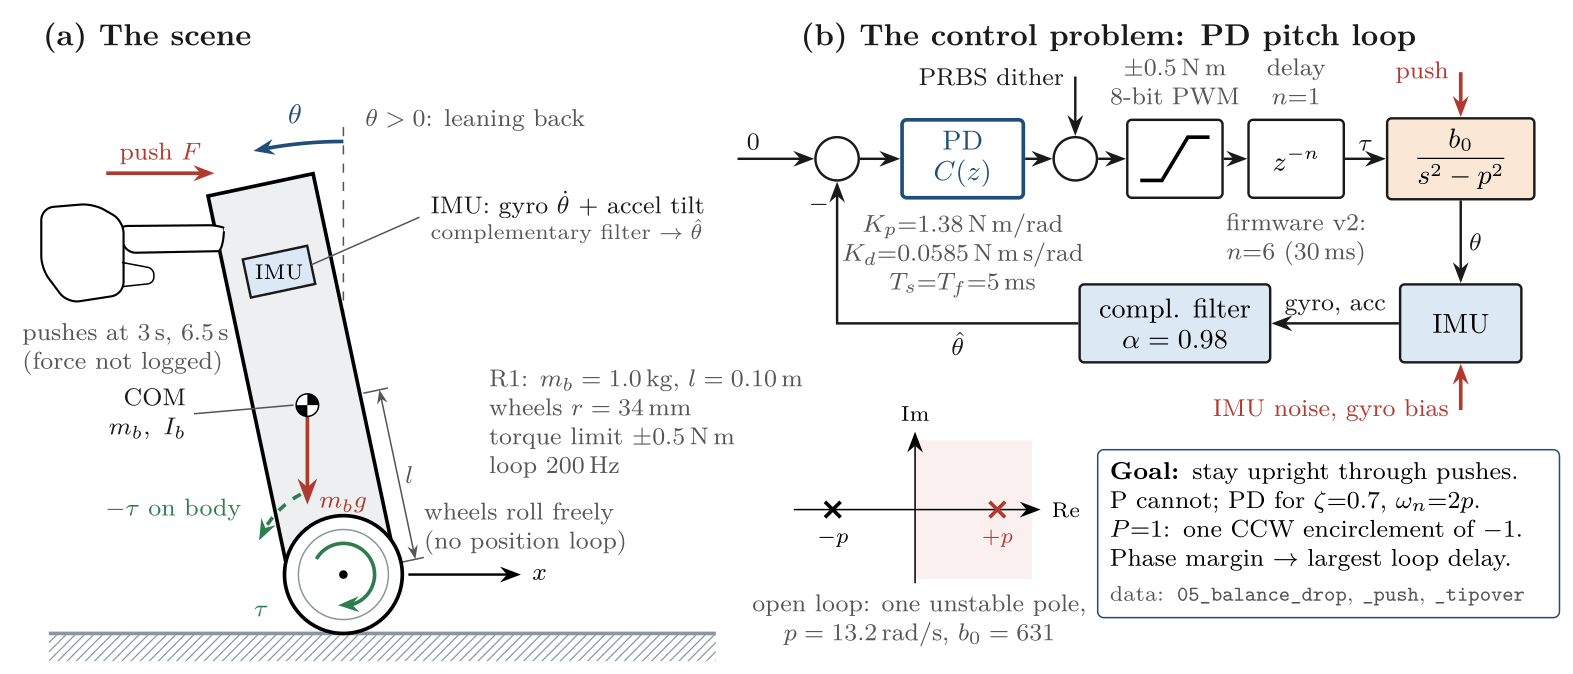 (a) The scene
θ
θ > 0: leaning back
push F
IMU: gyro θ̇ + accel tilt
complementary filter → θ̂
IMU
pushes at 3 s, 6.5 s
(force not logged)
COM
m_b, I_b
R1: m_b = 1.0 kg, l = 0.10 m
wheels r = 34 mm
torque limit ±0.5 N m
loop 200 Hz
l
m_b g
−τ on body
wheels roll freely
(no position loop)
x
τ
(b) The control problem: PD pitch loop
PRBS dither
±0.5 N m
8-bit PWM
delay
n=1
push
0
−
PD
C(z)
z^{−n}
τ
b_0
s^2 − p^2
K_p=1.38 N m/rad
K_d=0.0585 N m s/rad
T_s=T_f=5 ms
firmware v2:
n=6 (30 ms)
θ
compl. filter
α = 0.98
gyro, acc
IMU
θ̂
IMU noise, gyro bias
Im
Re
−p
+p
open loop: one unstable pole,
p = 13.2 rad/s, b_0 = 631
Goal: stay upright through pushes.
P cannot; PD for ζ=0.7, ω_n=2p.
P=1: one CCW encirclement of −1.
Phase margin → largest loop delay.
data: 05_balance_drop, _push, _tipover